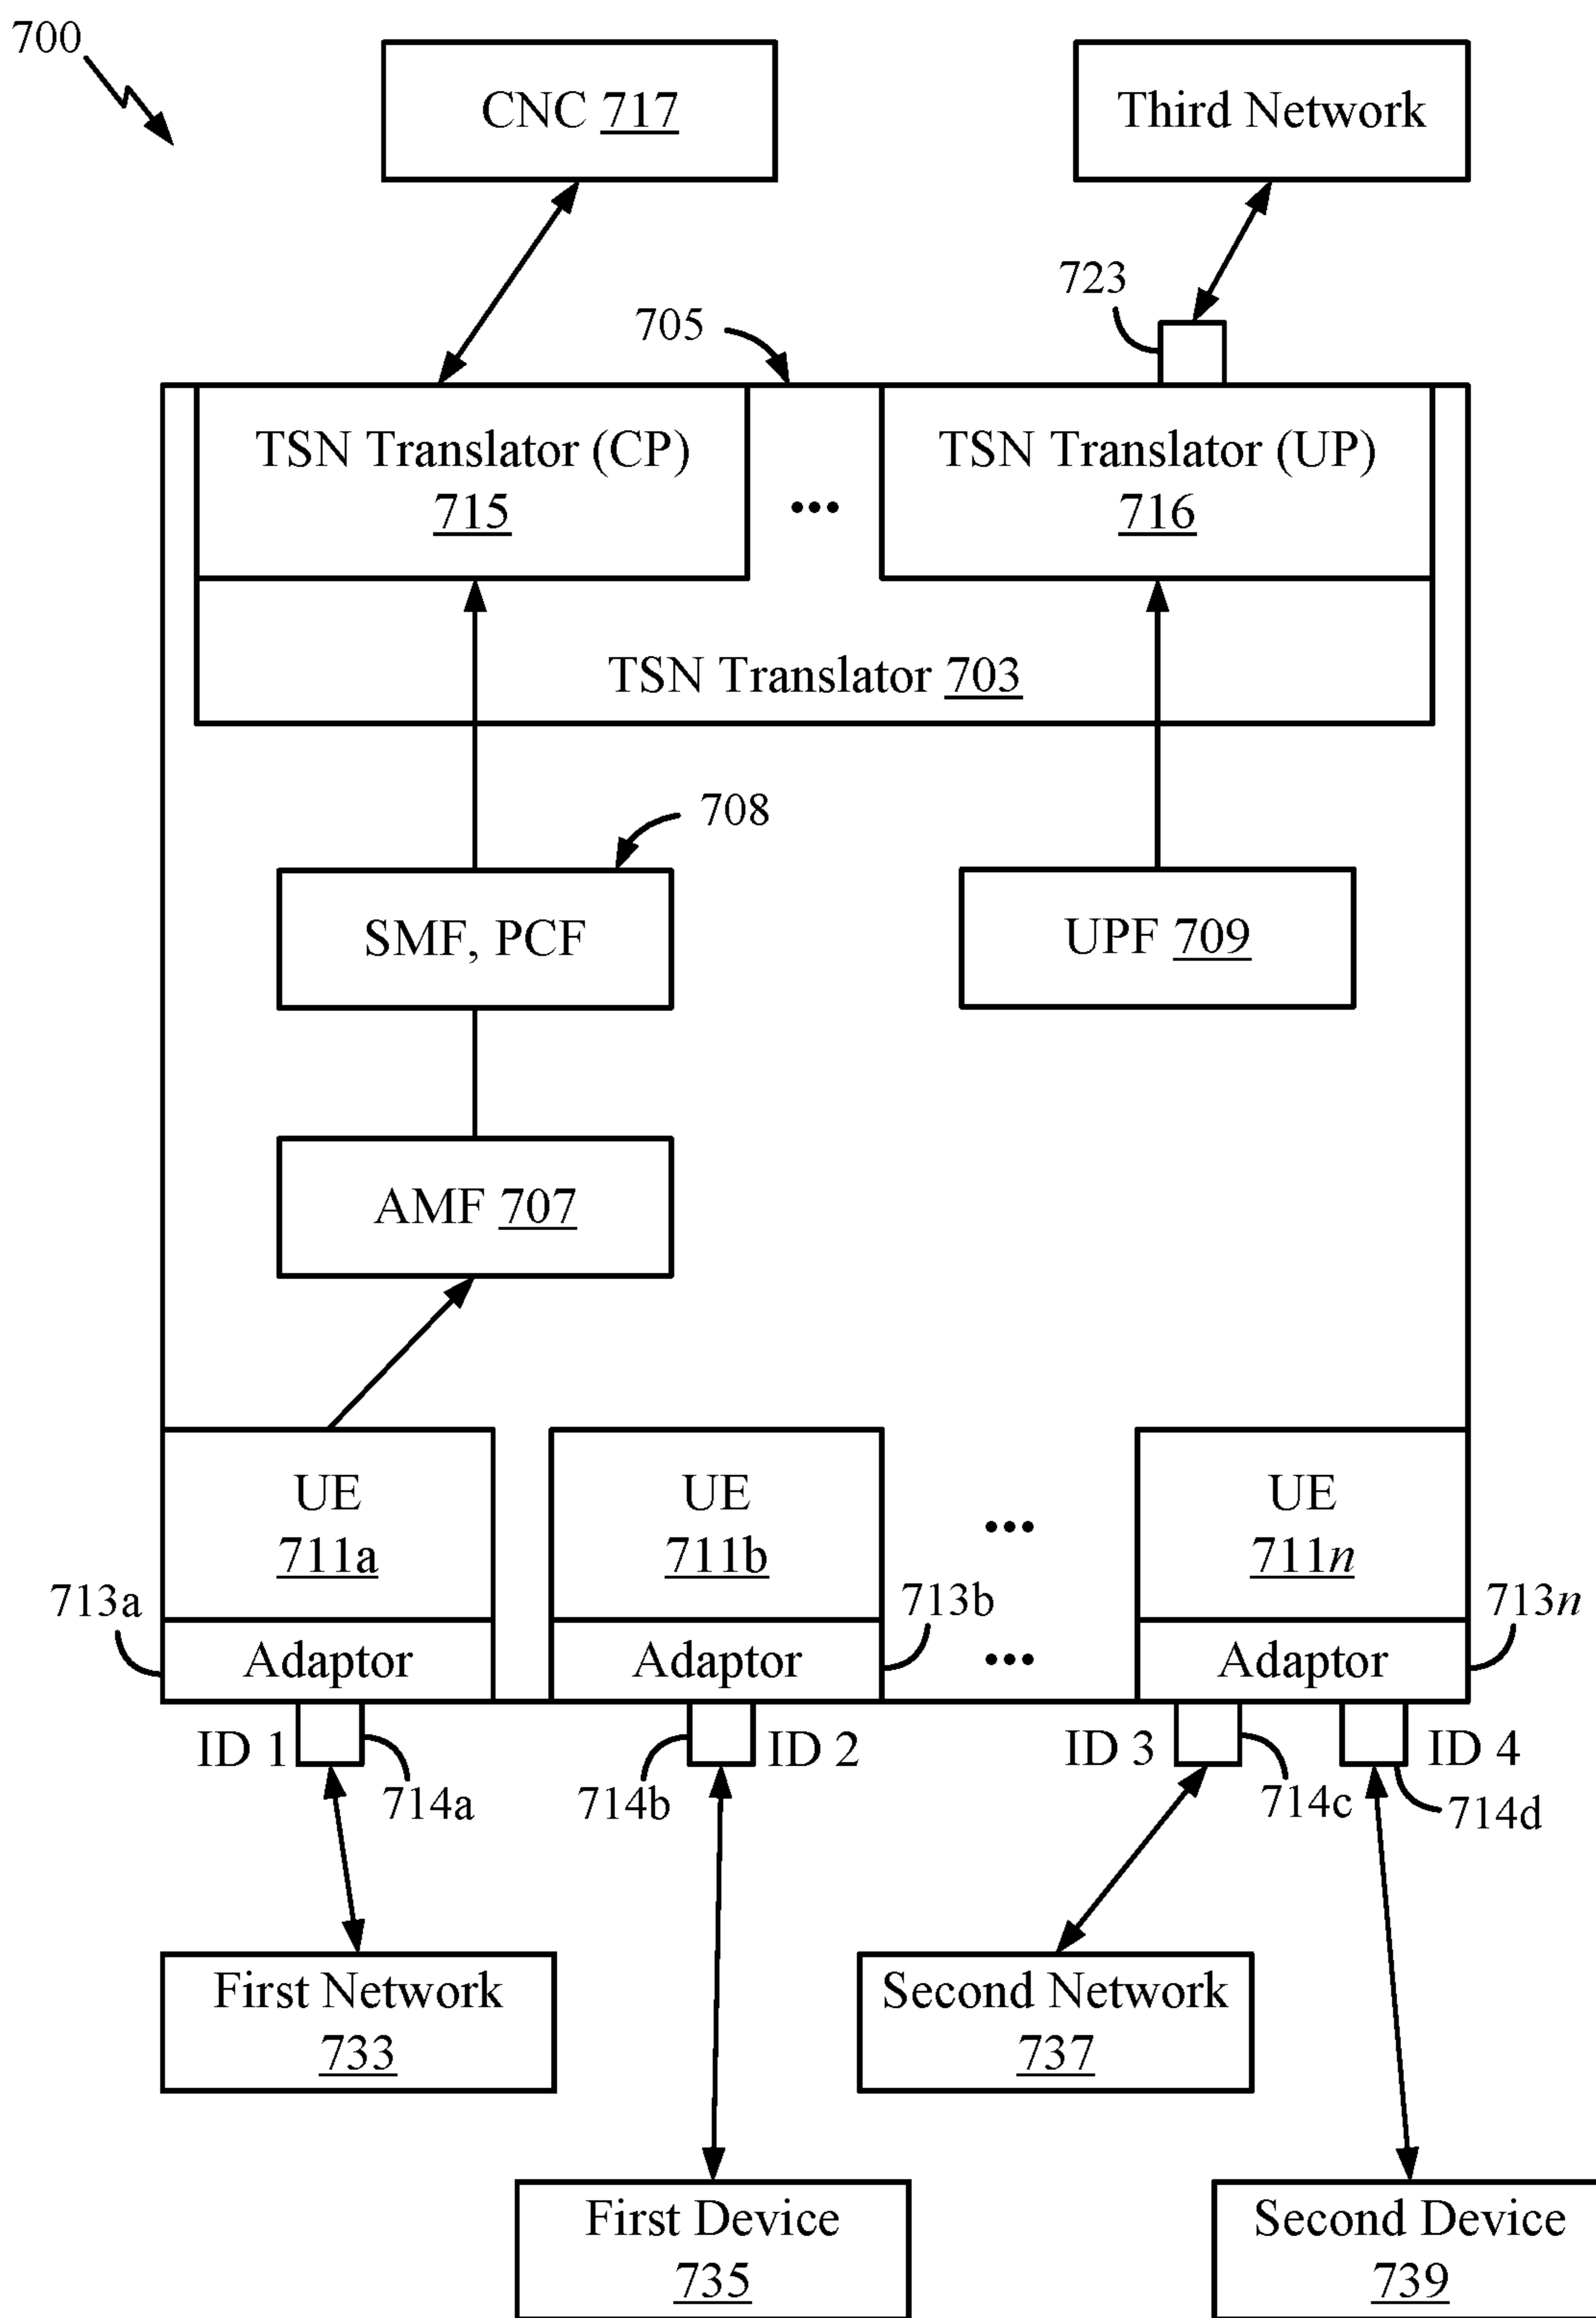 700
CNC 717
Third Network
723
705
TSN Translator (CP)
715
...
TSN Translator (UP)
716
TSN Translator 703
708
SMF, PCF
UPF 709
AMF 707
UE
711a
UE
711b
...
UE
711n
713a
Adaptor
Adaptor
713b
...
Adaptor
713n
ID 1
714a
714b
ID 2
ID 3
714c
ID 4
714d
First Network
733
Second Network
737
First Device
735
Second Device
739